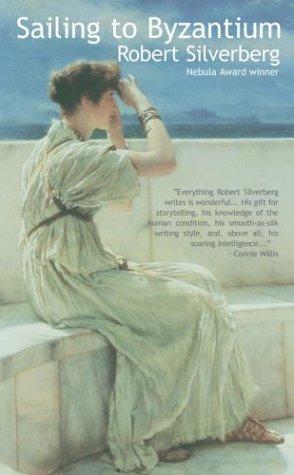 Sailing to Byzantium
Robert Silverberg
Nebula Award winner
"Everything Robert Silverberg
writes is wonderful... His gift for
storytelling, his knowledge of the
human condition, his smooth-as-silk
writing style, and, above all, his
soaring intelligence..."
—Connie Willis